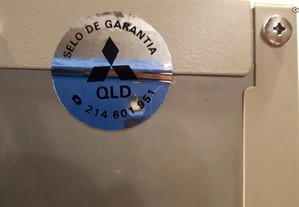 SELO DE GARANTIA
QLD
214 601 951